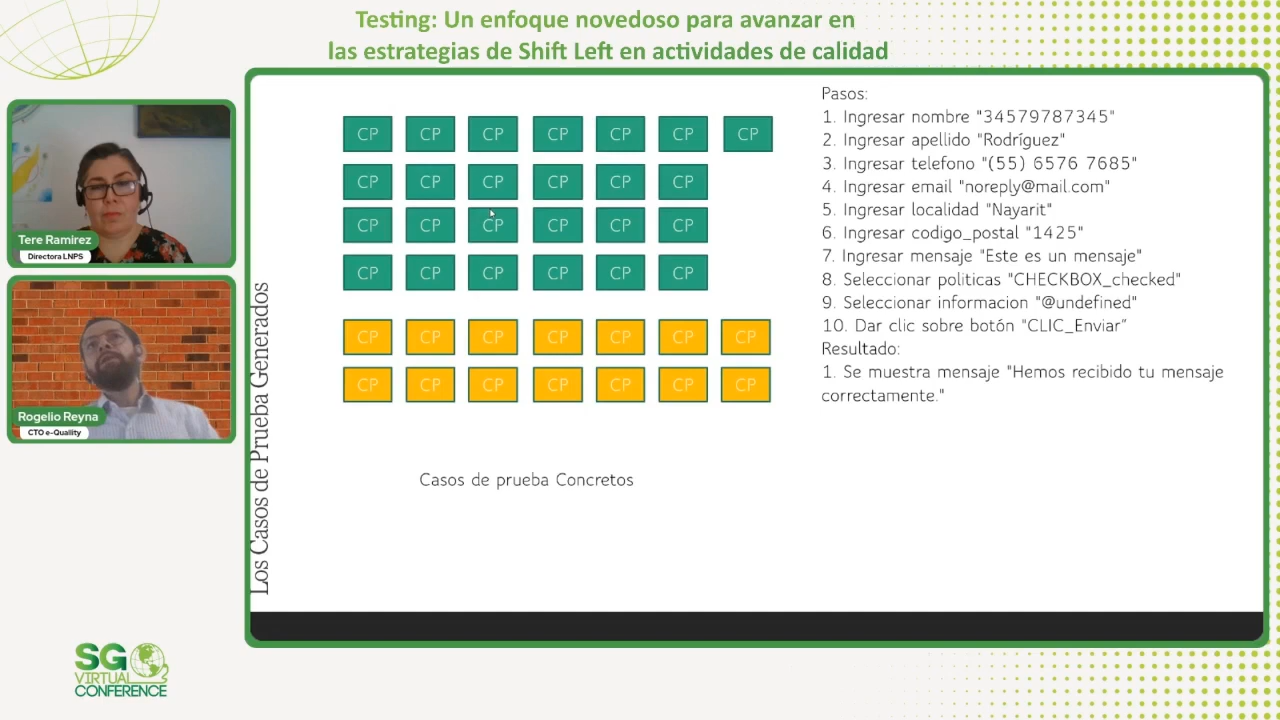 Testing: Un enfoque novedoso para avanzar en
las estrategias de Shift Left en actividades de calidad
Tere Ramirez
Directora LNPS
Rogelio Reyna
CTO e-Quallity
SG
VIRTUAL
CONFERENCE
Los Casos de Prueba Generados
CP CP CP CP CP CP CP
CP CP CP CP CP CP
CP CP CP CP CP CP
CP CP CP CP CP CP
CP CP CP CP CP CP CP
CP CP CP CP CP CP CP
Casos de prueba Concretos
Pasos:
1. Ingresar nombre "34579787345"
2. Ingresar apellido "Rodríguez"
3. Ingresar telefono "(55) 6576 7685"
4. Ingresar email "noreply@mail.com"
5. Ingresar localidad "Nayarit"
6. Ingresar codigo_postal "1425"
7. Ingresar mensaje "Este es un mensaje"
8. Seleccionar politicas "CHECKBOX_checked"
9. Seleccionar informacion "@undefined"
10. Dar clic sobre botón "CLIC_Enviar"
Resultado:
1. Se muestra mensaje "Hemos recibido tu mensaje
correctamente."